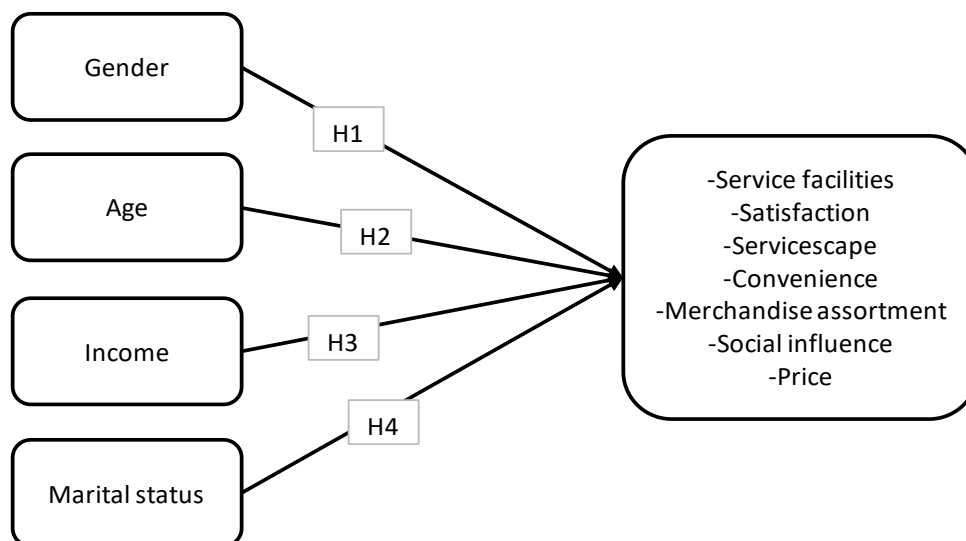 Gender
H1
Age
H2
Income
H3
Marital status
H4
-Service facilities
-Satisfaction
-Servicescape
-Convenience
-Merchandise assortment
-Social influence
-Price